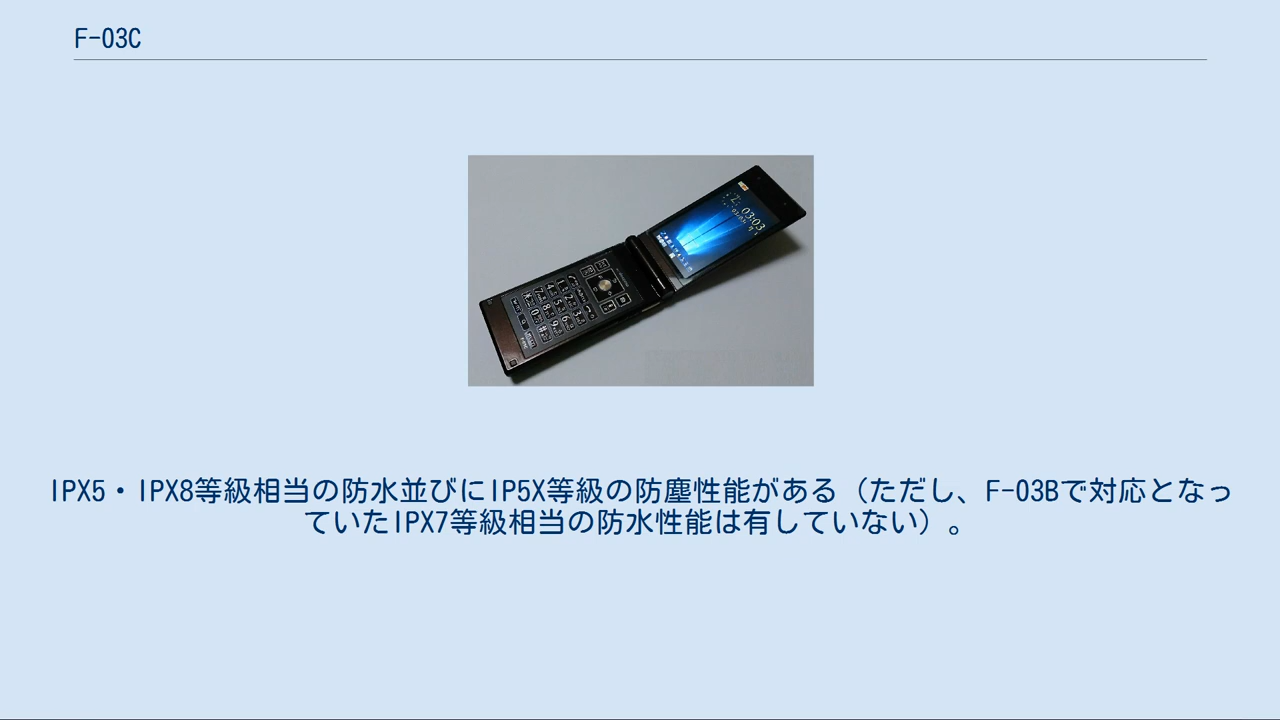 F-03C
03:03
IPX5・IPX8等級相当の防水並びにIP5X等級の防塵性能がある（ただし、F-03Bで対応となっ
ていたIPX7等級相当の防水性能は有していない）。